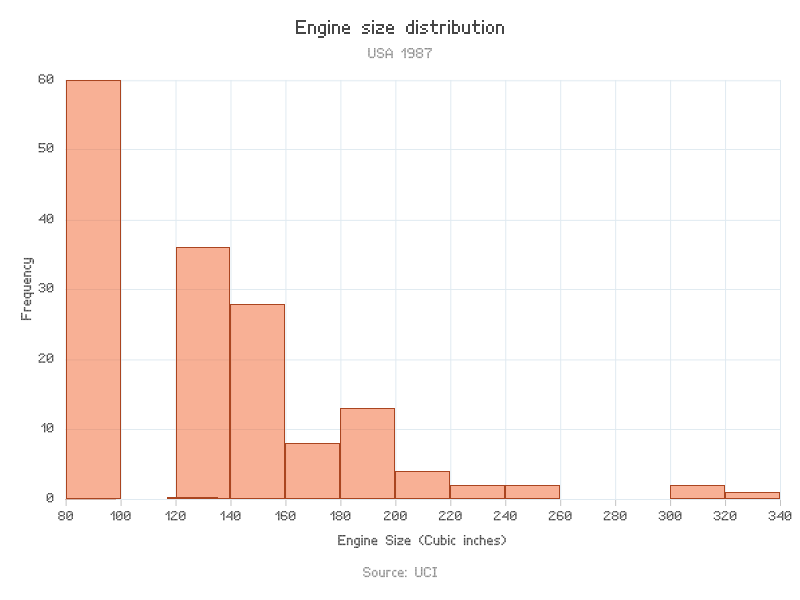 Engine size distribution
USA 1987
60
50
40
30
20
10
0
Frequency
80 100 120 140 160 180 200 220 240 260 280 300 320 340
Engine Size (Cubic inches)
Source: UCI